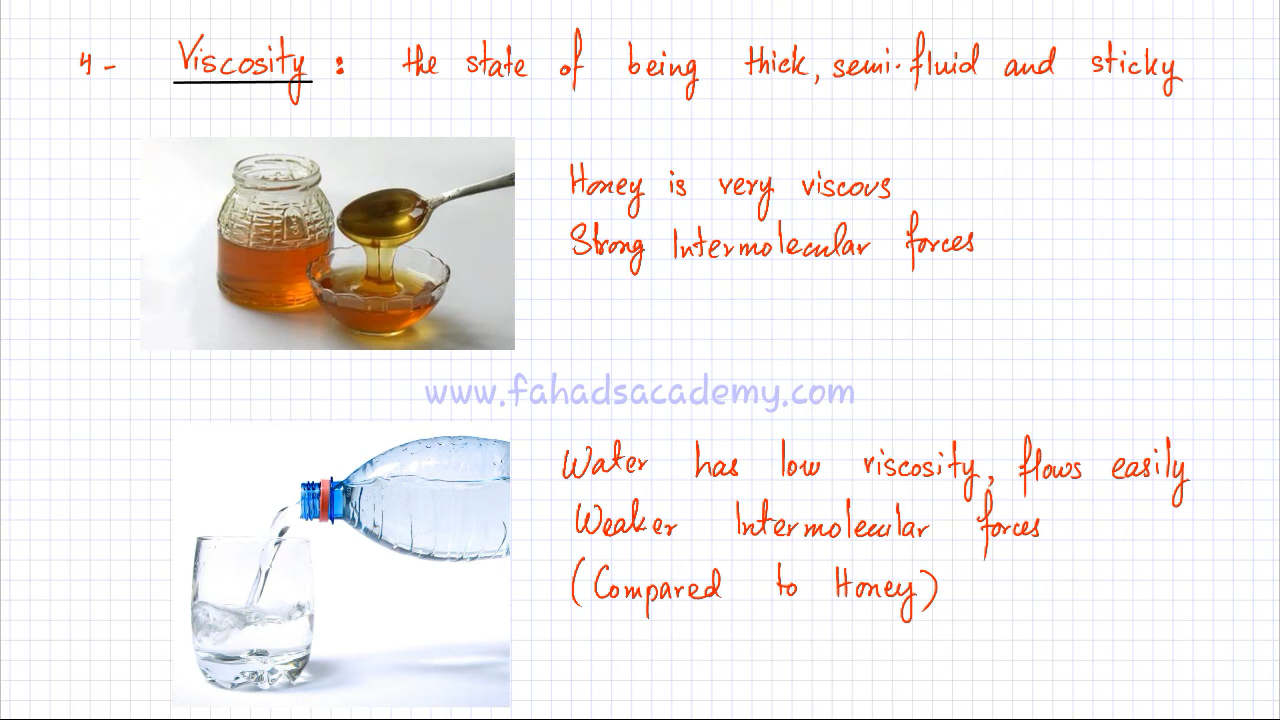 4- Viscosity : the state of being thick, semi-fluid and sticky
Honey is very viscous
Strong Intermolecular forces
www.fahadsacademy.com
Water has low viscosity, flows easily
Weaker Intermolecular forces
(Compared to Honey)